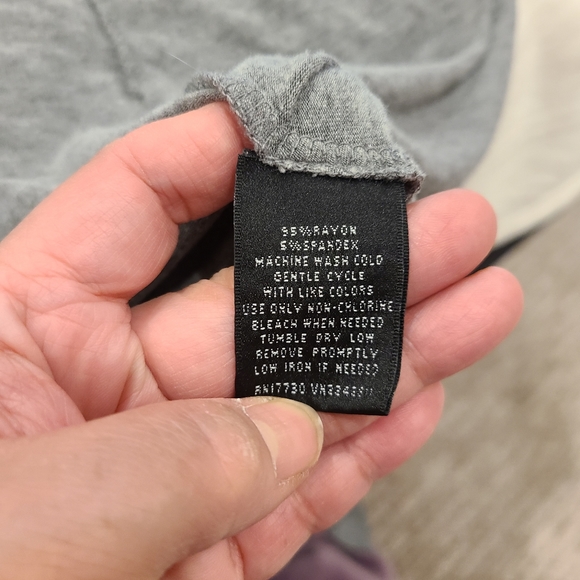 95%RAYON
5%SPANDEX
MACHINE WASH COLD
GENTLE CYCLE
WITH LIKE COLORS
USE ONLY NON-CHLORINE
BLEACH WHEN NEEDED
TUMBLE DRY LOW
REMOVE PROMPTLY
LOW IRON IF NEEDED
RN17730